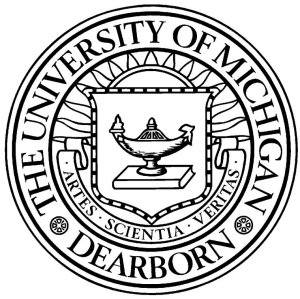 THE UNIVERSITY OF MICHIGAN
DEARBORN
ARTES · SCIENTIA · VERITAS